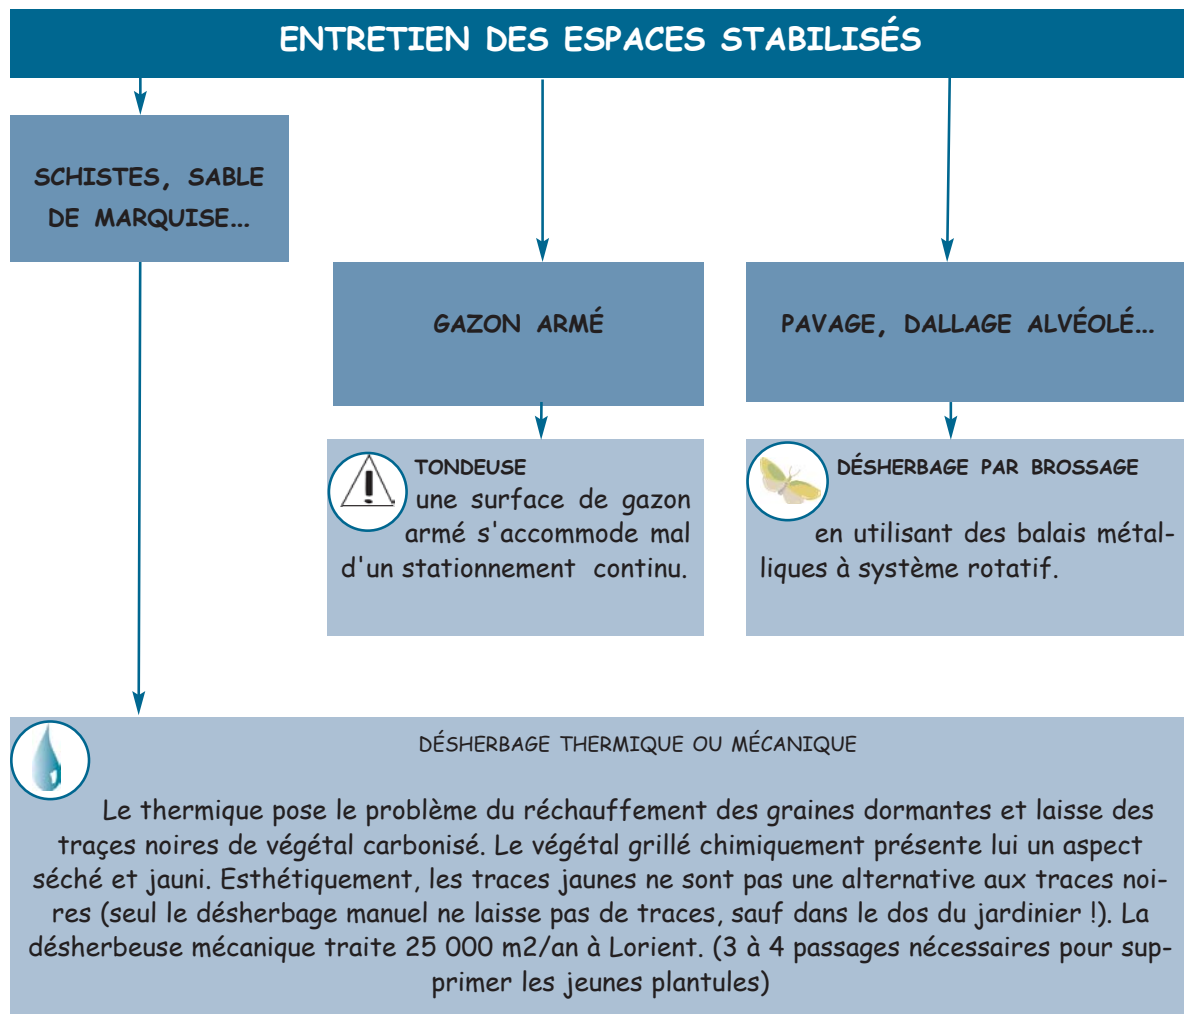 ENTRETIEN DES ESPACES STABILISÉS
SCHISTES, SABLE
DE MARQUISE...
GAZON ARMÉ
PAVAGE, DALLAGE ALVÉOLÉ...
TONDEUSE
une surface de gazon
armé s'accommode mal
d'un stationnement continu.
DÉSHERBAGE PAR BROSSAGE
en utilisant des balais métal-
liques à système rotatif.
DÉSHERBAGE THERMIQUE OU MÉCANIQUE
Le thermique pose le problème du réchauffement des graines dormantes et laisse des
traçes noires de végétal carbonisé. Le végétal grillé chimiquement présente lui un aspect
séché et jauni. Esthétiquement, les traces jaunes ne sont pas une alternative aux traces noi-
res (seul le désherbage manuel ne laisse pas de traces, sauf dans le dos du jardinier !). La
désherbeuse mécanique traite 25 000 m2/an à Lorient. (3 à 4 passages nécessaires pour sup-
primer les jeunes plantules)